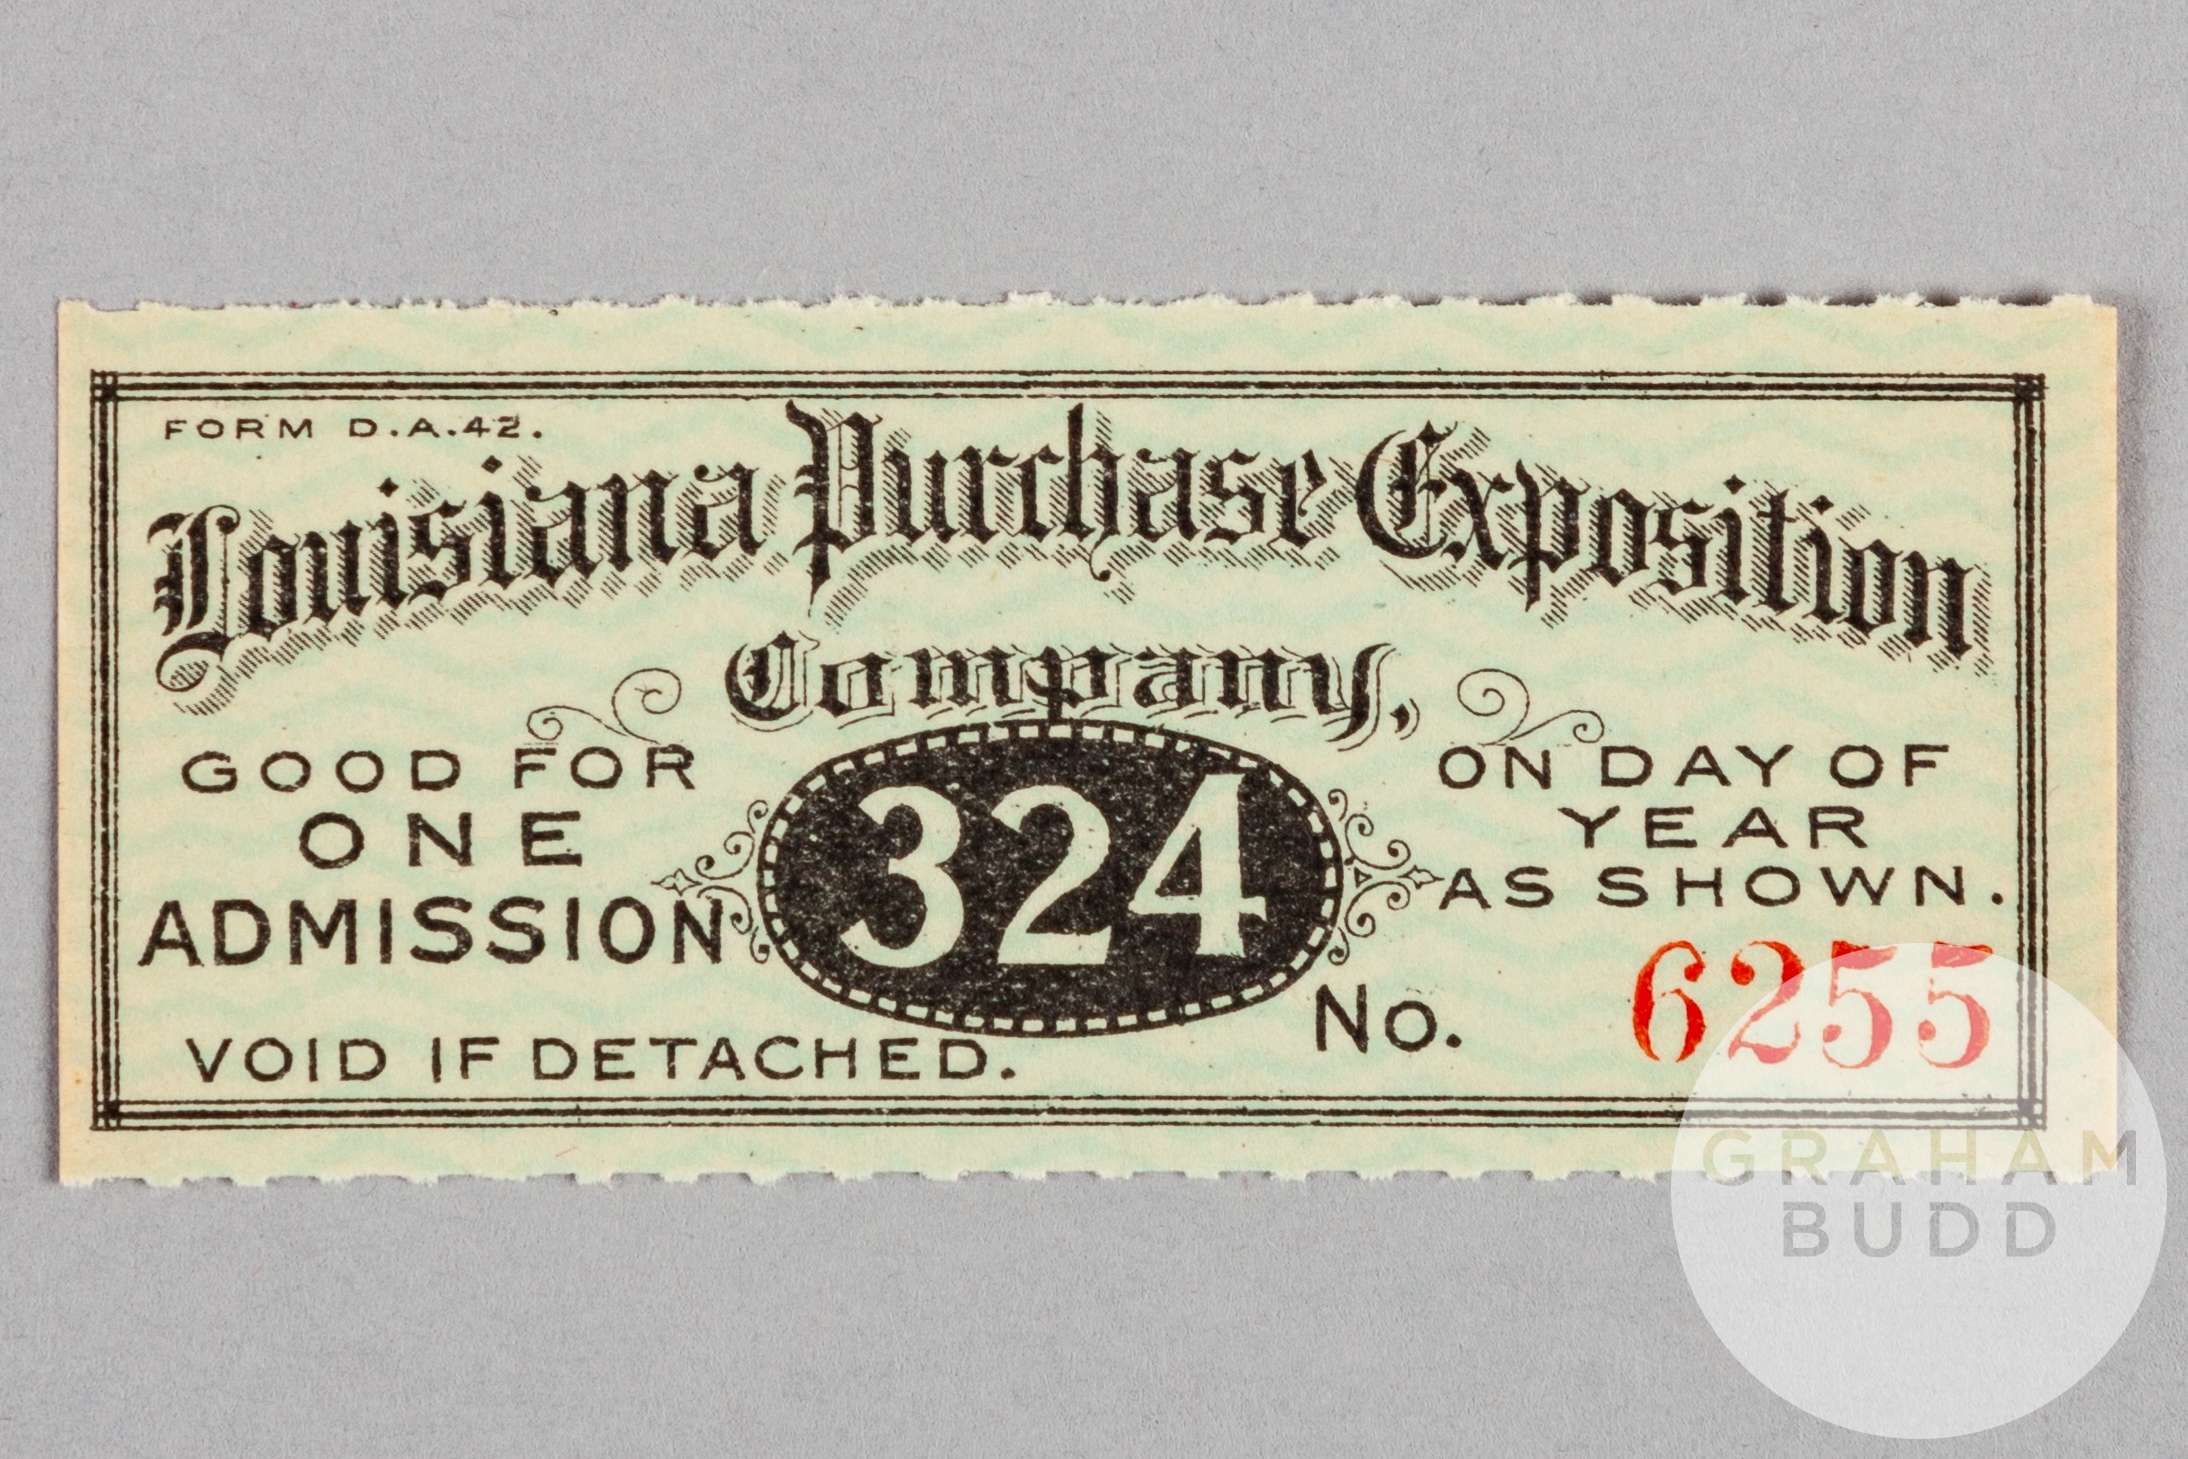 FORM D.A.42.
Louisiana Purchase Exposition
Company,
GOOD FOR
ONE
ADMISSION
324
ON DAY OF
YEAR
AS SHOWN.
VOID IF DETACHED.
No. 6255
GRAHAM
BUDD